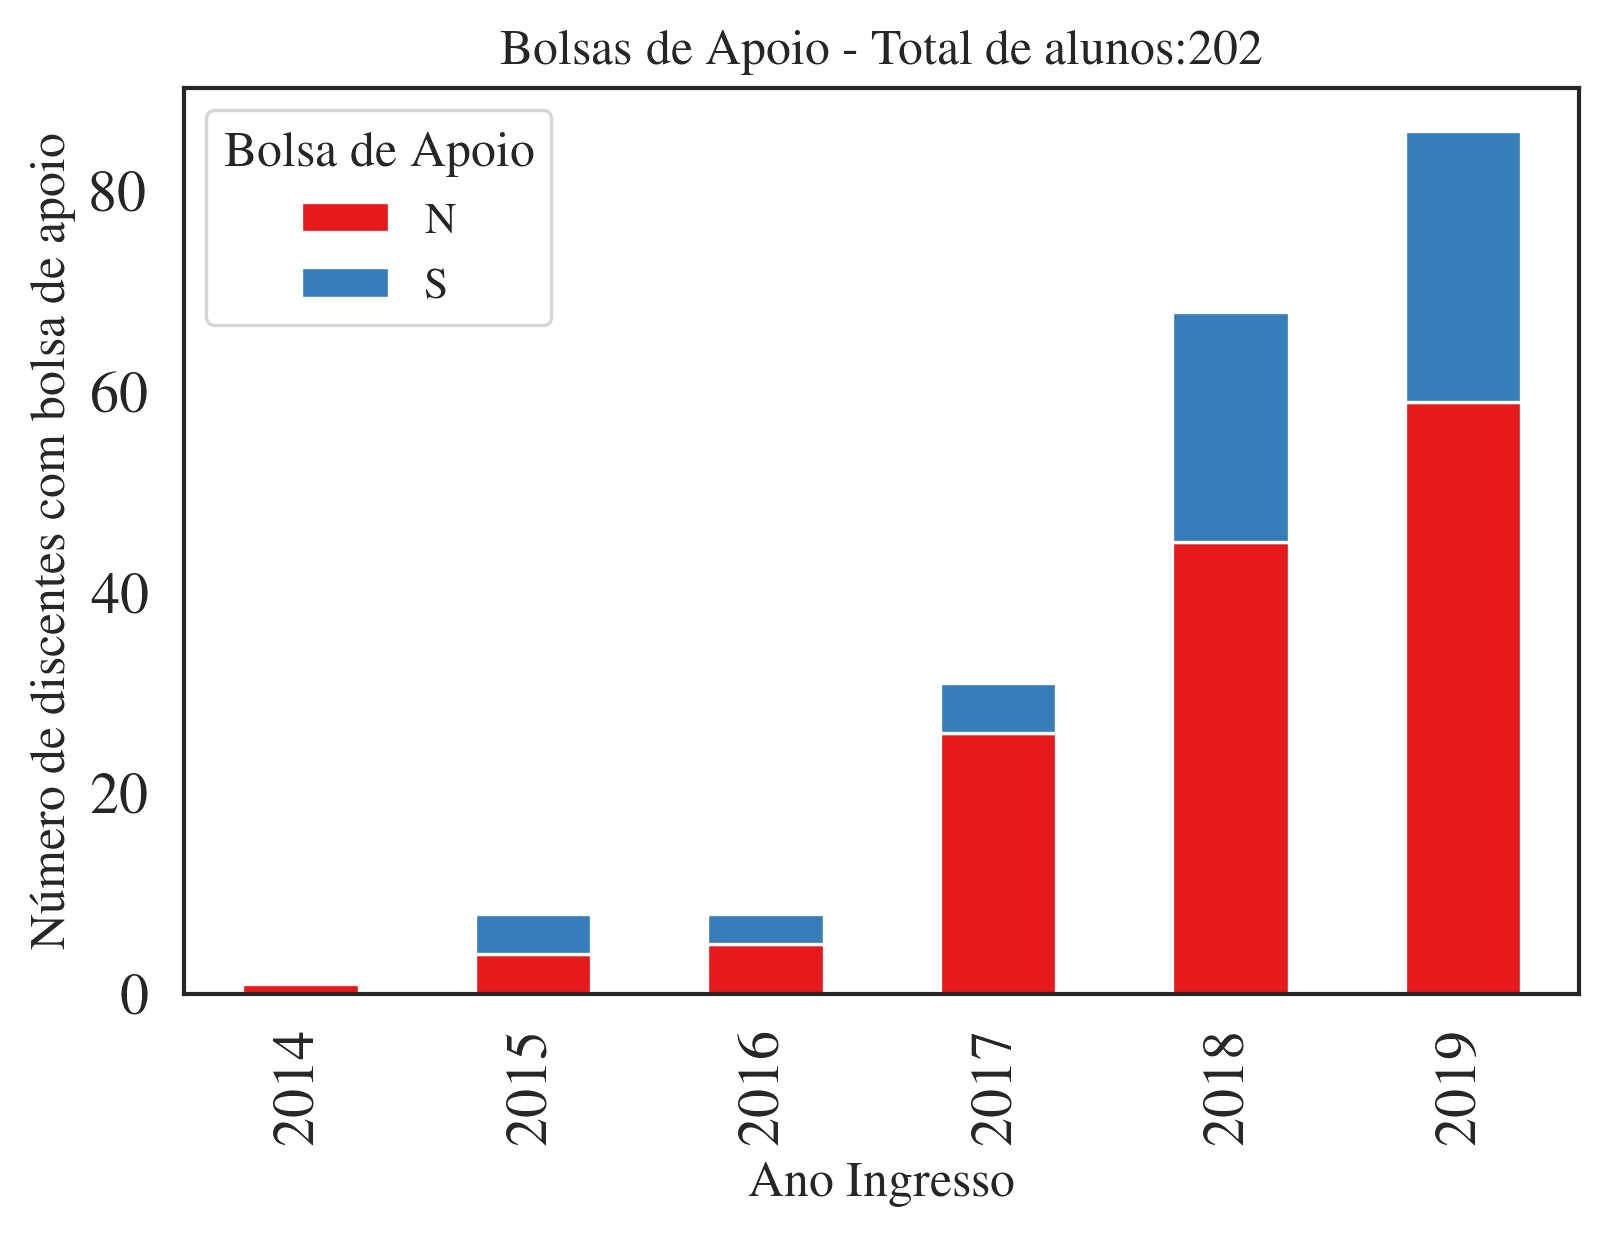 Bolsas de Apoio - Total de alunos:202
Bolsa de Apoio
N
S
Número de discentes com bolsa de apoio
80
60
40
20
0
2014
2015
2016
2017
2018
2019
Ano Ingresso